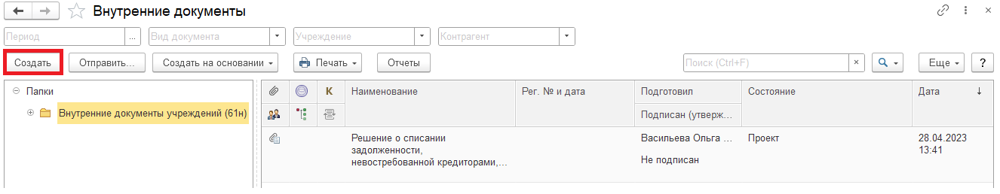 Внутренние документы
Период ... Вид документа Учреждение Контрагент
Создать Отправить... Создать на основании Печать Отчеты Поиск (Ctrl+F) × Еще ?
Папки
Внутренние документы учреждений (61н)
К Наименование Рег. № и дата Подготовил Состояние Дата ↓
Подписан (утверж...
Решение о списании Васильева Ольга ... Проект 28.04.2023
задолженности, 13:41
невостребованной кредиторами,... Не подписан